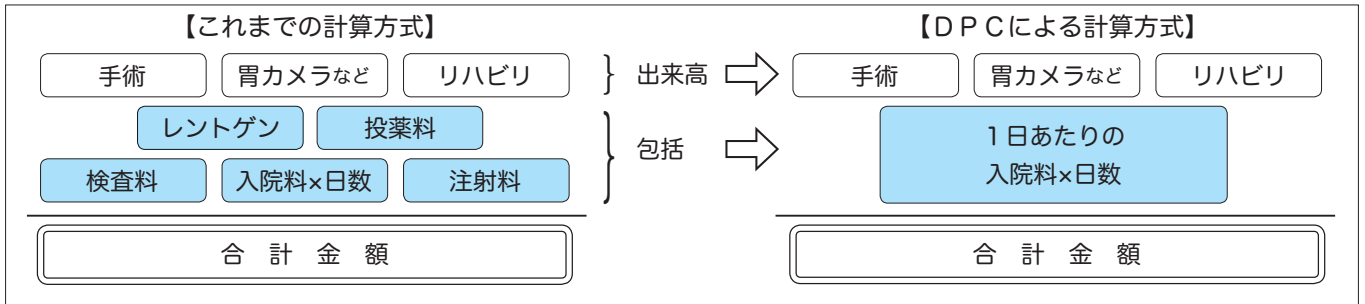 【これまでの計算方式】
手術 胃カメラなど リハビリ
レントゲン 投薬料
検査料 入院料×日数 注射料
合計金額
出来高
包括
【DPCによる計算方式】
手術 胃カメラなど リハビリ
1日あたりの
入院料×日数
合計金額